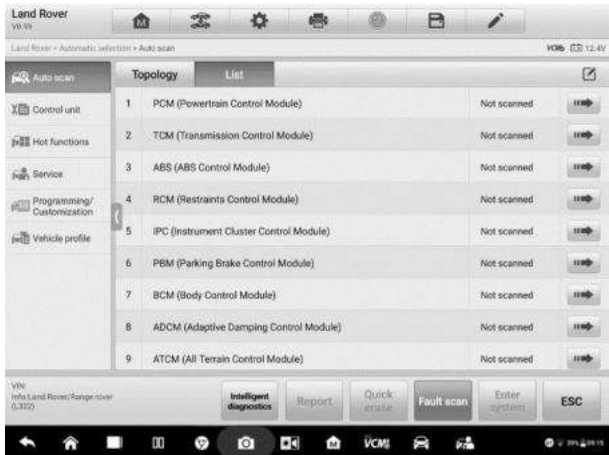 Land Rover
V0.99
Land Rover > Automatic selection > Auto scan
VCMI 12.4V
Auto scan
Control unit
Hot functions
Service
Programming/
Customization
Vehicle profile
Topology List
1 PCM (Powertrain Control Module) Not scanned
2 TCM (Transmission Control Module) Not scanned
3 ABS (ABS Control Module) Not scanned
4 RCM (Restraints Control Module) Not scanned
5 IPC (Instrument Cluster Control Module) Not scanned
6 PBM (Parking Brake Control Module) Not scanned
7 BCM (Body Control Module) Not scanned
8 ADCM (Adaptive Damping Control Module) Not scanned
9 ATCM (All Terrain Control Module) Not scanned
VIN:
Info:Land Rover/Range rover
(L322)
Intelligent
diagnostics
Report
Quick
erase
Fault scan
Enter
system
ESC
VCMI